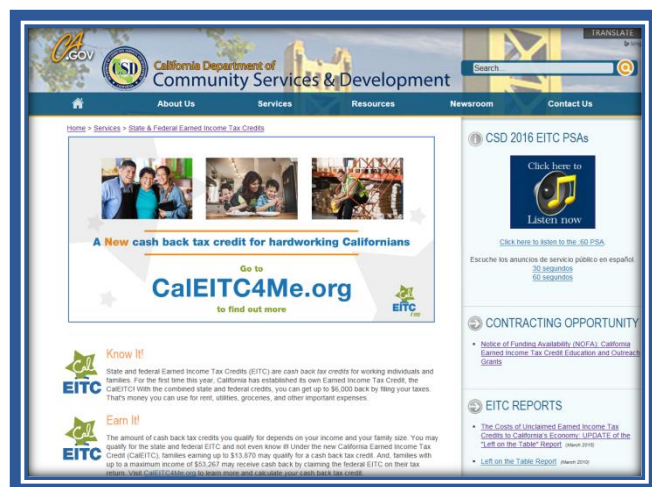 CA
.GOV
CSD
California Department of
Community Services & Development
TRANSLATE
Search...
About Us
Services
Resources
Newsroom
Contact Us
Home > Services > State & Federal Earned Income Tax Credits
A New cash back tax credit for hardworking Californians
Go to
CalEITC4Me.org
to find out more
Cal
EITC
Cal
EITC
Know It!
State and federal Earned Income Tax Credits (EITC) are cash back tax credits for working individuals and
families. For the first time this year, California has established its own Earned Income Tax Credit, the
CalEITC! With the combined state and federal credits, you can get up to $6,000 back by filing your taxes.
That's money you can use for rent, utilities, groceries, and other important expenses.
Cal
EITC
Earn It!
The amount of cash back tax credits you qualify for depends on your income and your family size. You may
qualify for the state and federal EITC and not even know it! Under the new California Earned Income Tax
Credit (CalEITC), families earning up to $13,870 may qualify for a cash back tax credit. And, families with
up to a maximum income of $53,267 may receive cash back by claiming the federal EITC on their tax
return. Visit CalEITC4Me.org to learn more and calculate your cash back tax credit.
CSD 2016 EITC PSAs
Click here to
Listen now
Click here to listen to the :60 PSA.
Escuche los anuncios de servicio público en español.
30 segundos
60 segundos
CONTRACTING OPPORTUNITY
Notice of Funding Availability (NOFA): California
Earned Income Tax Credit Education and Outreach
Grants
EITC REPORTS
The Costs of Unclaimed Earned Income Tax
Credits to California's Economy: UPDATE of the
"Left on the Table" Report (March 2015)
Left on the Table Report (March 2010)